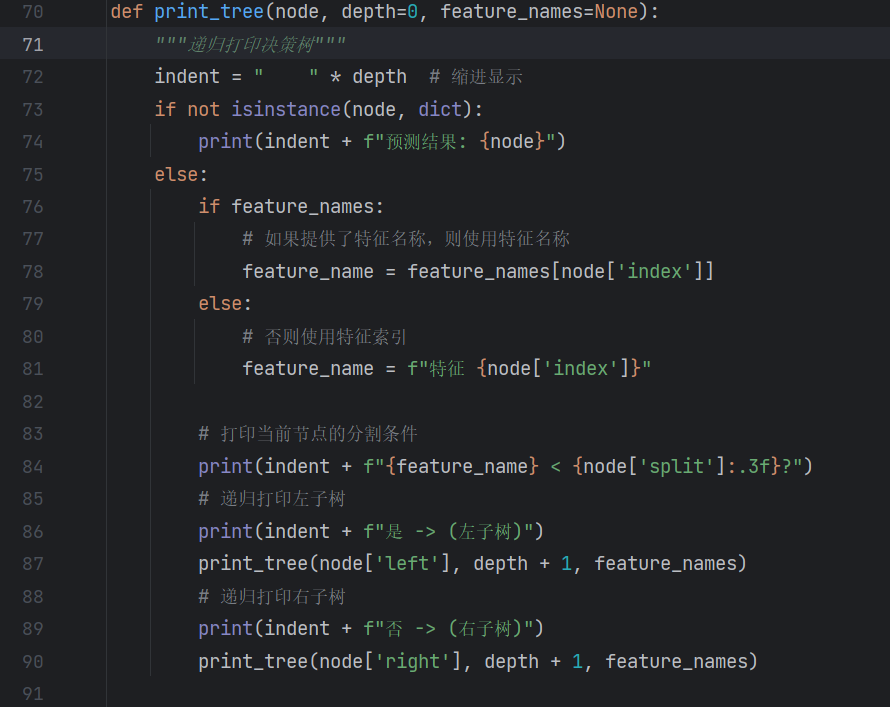 70 def print_tree(node, depth=0, feature_names=None):
71     """递归打印决策树"""
72     indent = "    " * depth  # 缩进显示
73     if not isinstance(node, dict):
74         print(indent + f"预测结果: {node}")
75     else:
76         if feature_names:
77             # 如果提供了特征名称，则使用特征名称
78             feature_name = feature_names[node['index']]
79         else:
80             # 否则使用特征索引
81             feature_name = f"特征 {node['index']}"
82
83         # 打印当前节点的分割条件
84         print(indent + f"{feature_name} < {node['split']:.3f}?")
85         # 递归打印左子树
86         print(indent + f"是 -> (左子树)")
87         print_tree(node['left'], depth + 1, feature_names)
88         # 递归打印右子树
89         print(indent + f"否 -> (右子树)")
90         print_tree(node['right'], depth + 1, feature_names)
91